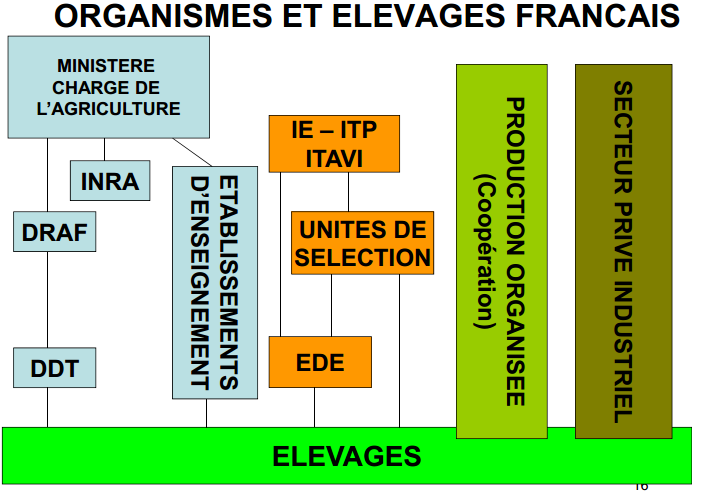 ORGANISMES ET ELEVAGES FRANCAIS
MINISTERE
CHARGE DE
L'AGRICULTURE
INRA
DRAF
DDT
ETABLISSEMENTS
D'ENSEIGNEMENT
IE – ITP
ITAVI
UNITES DE
SELECTION
EDE
PRODUCTION ORGANISEE
(Coopération)
SECTEUR PRIVE INDUSTRIEL
ELEVAGES
16